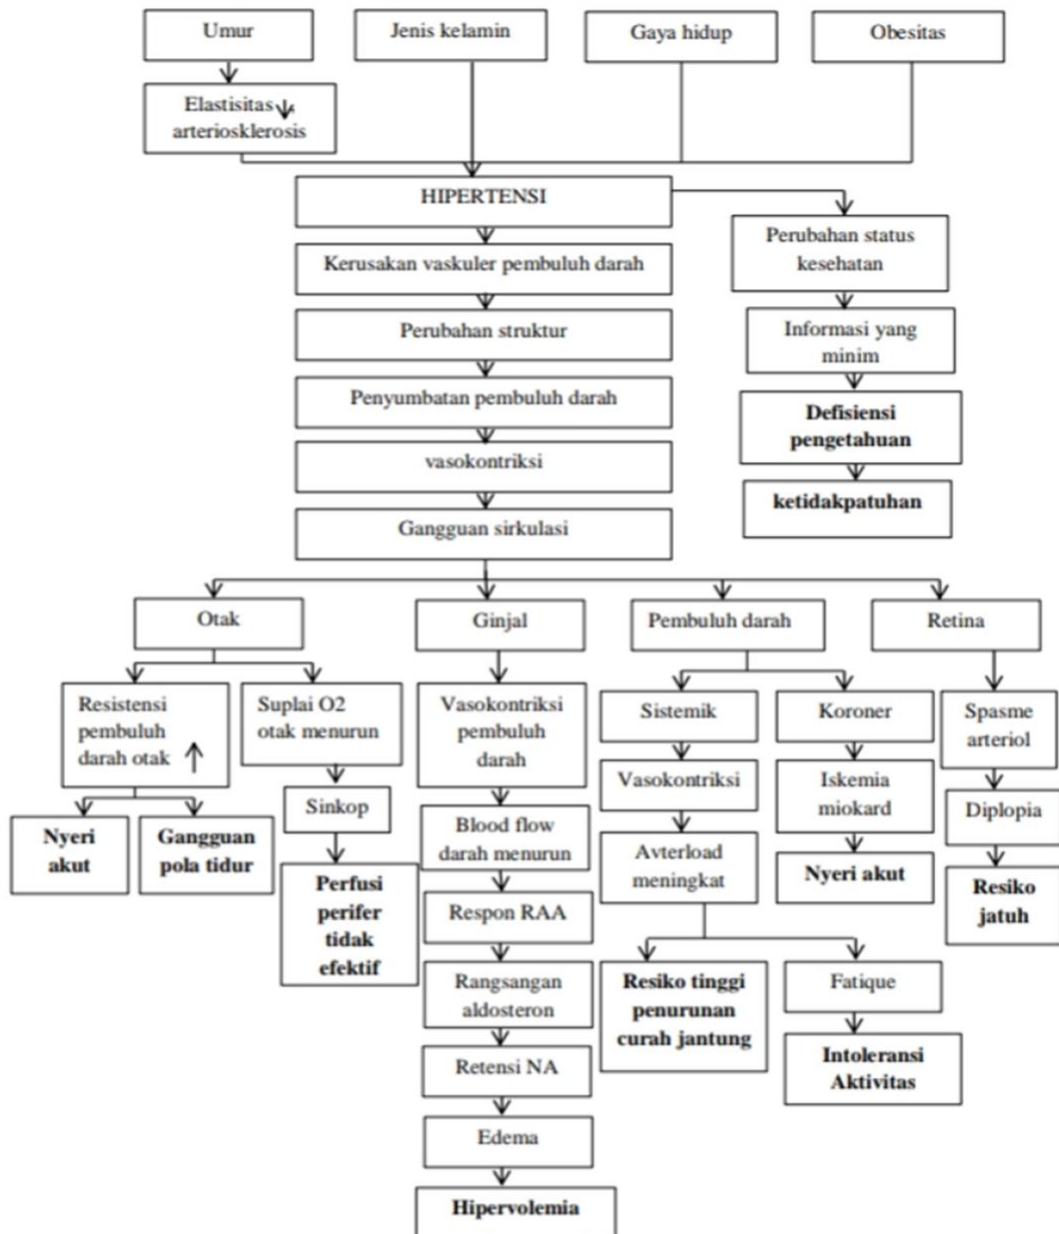 Umur
Jenis kelamin
Gaya hidup
Obesitas
Elastisitas
arteriosklerosis
HIPERTENSI
Perubahan status
kesehatan
Kerusakan vaskuler pembuluh darah
Informasi yang
minim
Perubahan struktur
Penyumbatan pembuluh darah
Defisiensi
pengetahuan
vasokontriksi
ketidakpatuhan
Gangguan sirkulasi
Otak
Ginjal
Pembuluh darah
Retina
Resistensi
pembuluh
darah otak
Suplai O2
otak menurun
Vasokontriksi
pembuluh
darah
Sistemik
Koroner
Spasme
arteriol
Sinkop
Vasokontriksi
Iskemia
miokard
Diplopia
Nyeri
akut
Gangguan
pola tidur
Blood flow
darah menurun
Avterload
meningkat
Nyeri akut
Perfusi
perifer
tidak
efektif
Resiko
jatuh
Respon RAA
Rangsangan
aldosteron
Resiko tinggi
penurunan
curah jantung
Fatique
Retensi NA
Intoleransi
Aktivitas
Edema
Hipervolemia